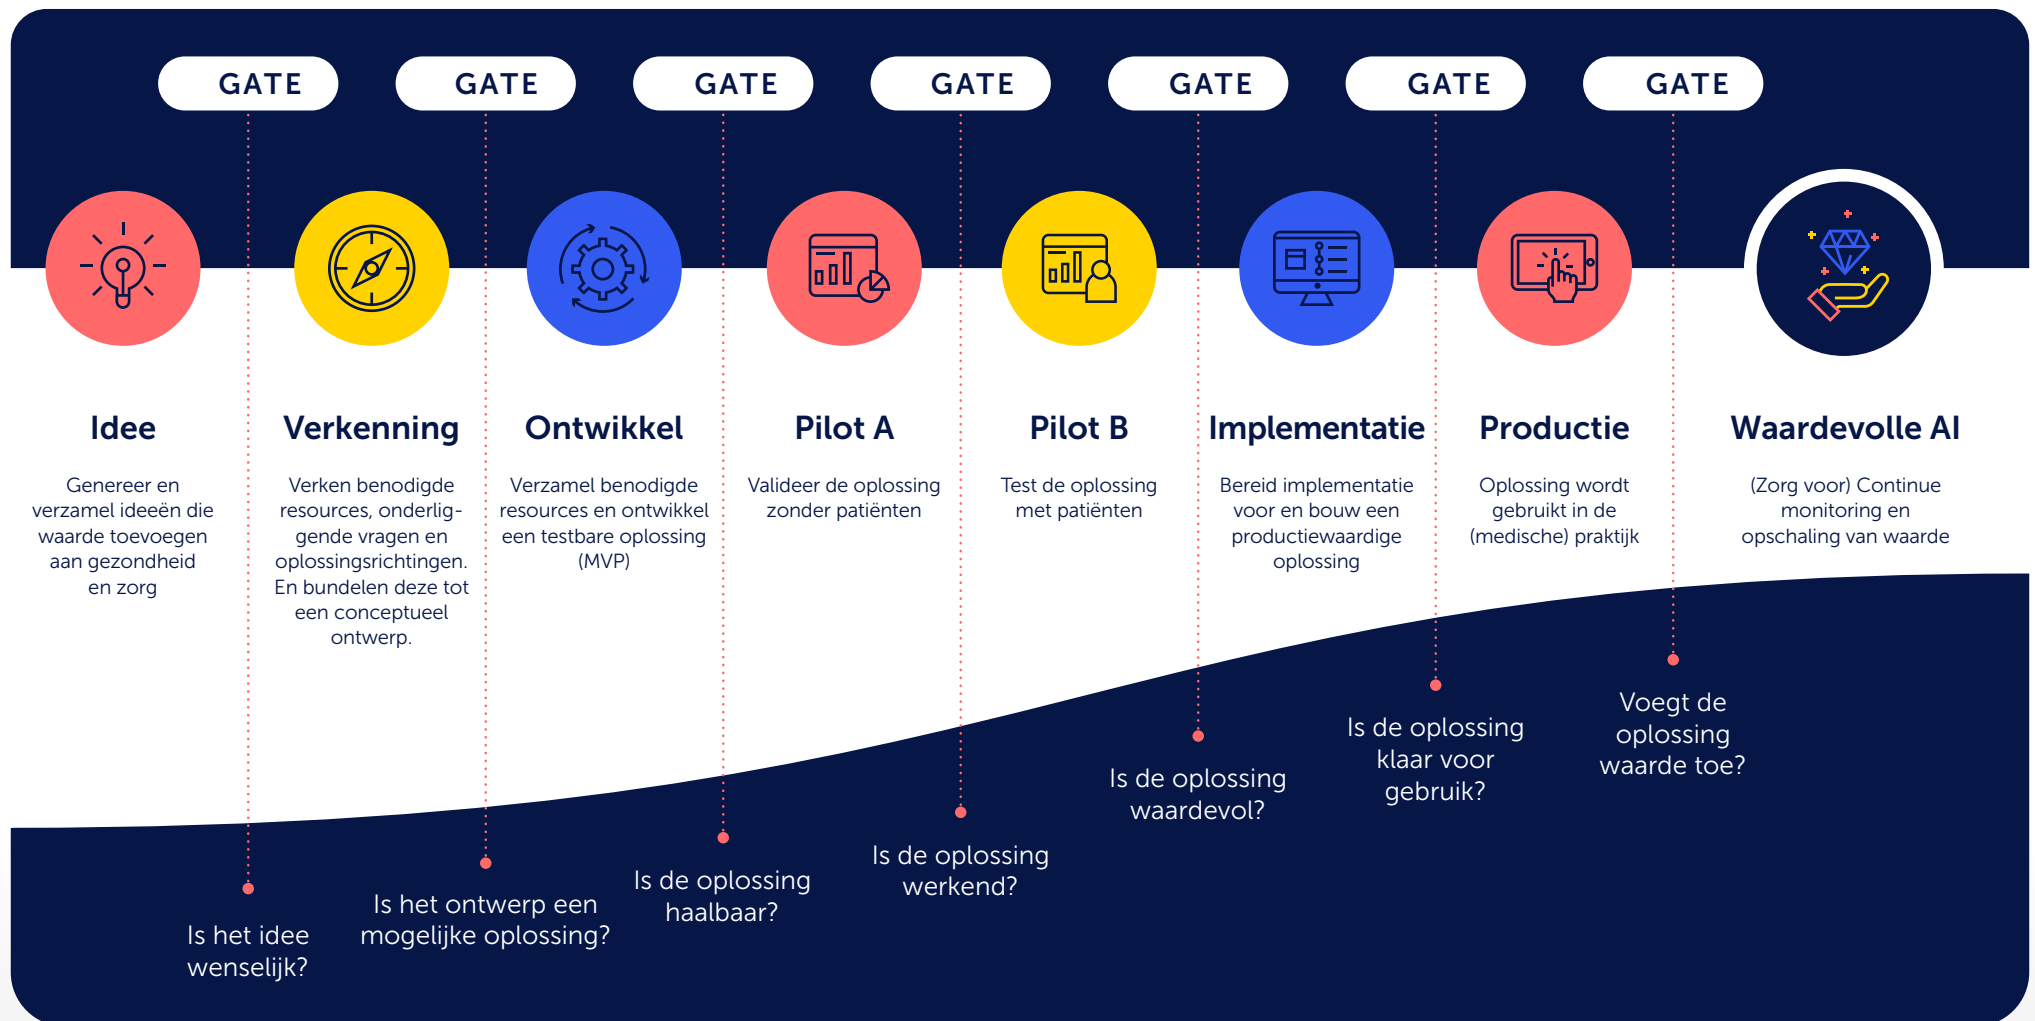 GATE
GATE
GATE
GATE
GATE
GATE
GATE
Idee
Genereer en
verzamel ideeën die
waarde toevoegen
aan gezondheid
en zorg
Verkenning
Verken benodigde
resources, onderlig-
gende vragen en
oplossingsrichtingen.
En bundelen deze tot
een conceptueel
ontwerp.
Ontwikkel
Verzamel benodigde
resources en ontwikkel
een testbare oplossing
(MVP)
Pilot A
Valideer de oplossing
zonder patiënten
Pilot B
Test de oplossing
met patiënten
Implementatie
Bereid implementatie
voor en bouw een
productiewaardige
oplossing
Productie
Oplossing wordt
gebruikt in de
(medische) praktijk
Waardevolle AI
(Zorg voor) Continue
monitoring en
opschaling van waarde
Is het idee
wenselijk?
Is het ontwerp een
mogelijke oplossing?
Is de oplossing
haalbaar?
Is de oplossing
werkend?
Is de oplossing
waardevol?
Is de oplossing
klaar voor
gebruik?
Voegt de
oplossing
waarde toe?